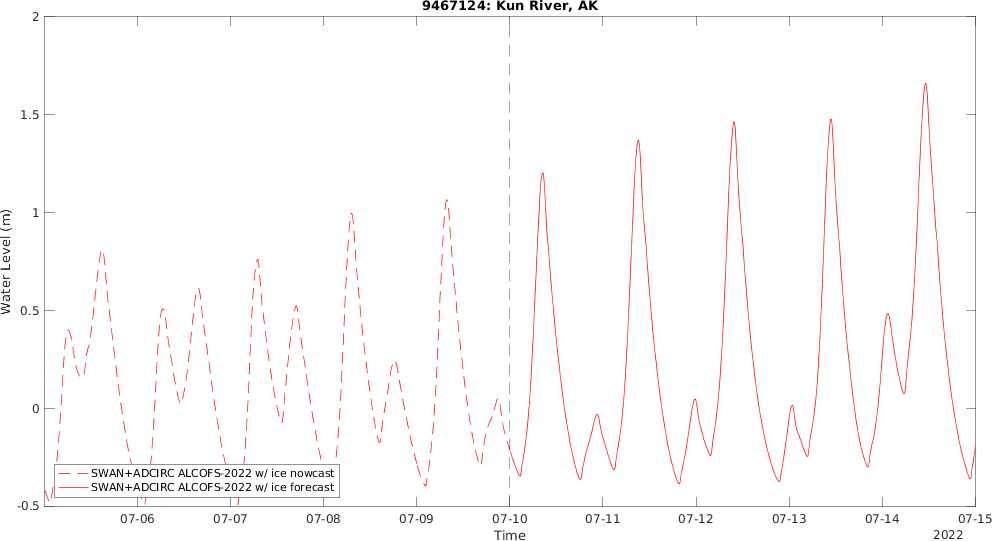 9467124: Kun River, AK
2
1.5
1
0.5
0
-0.5
Water Level (m)
SWAN+ADCIRC ALCOFS-2022 w/ ice nowcast
SWAN+ADCIRC ALCOFS-2022 w/ ice forecast
07-06 07-07 07-08 07-09 07-10 07-11 07-12 07-13 07-14 07-15
Time
2022